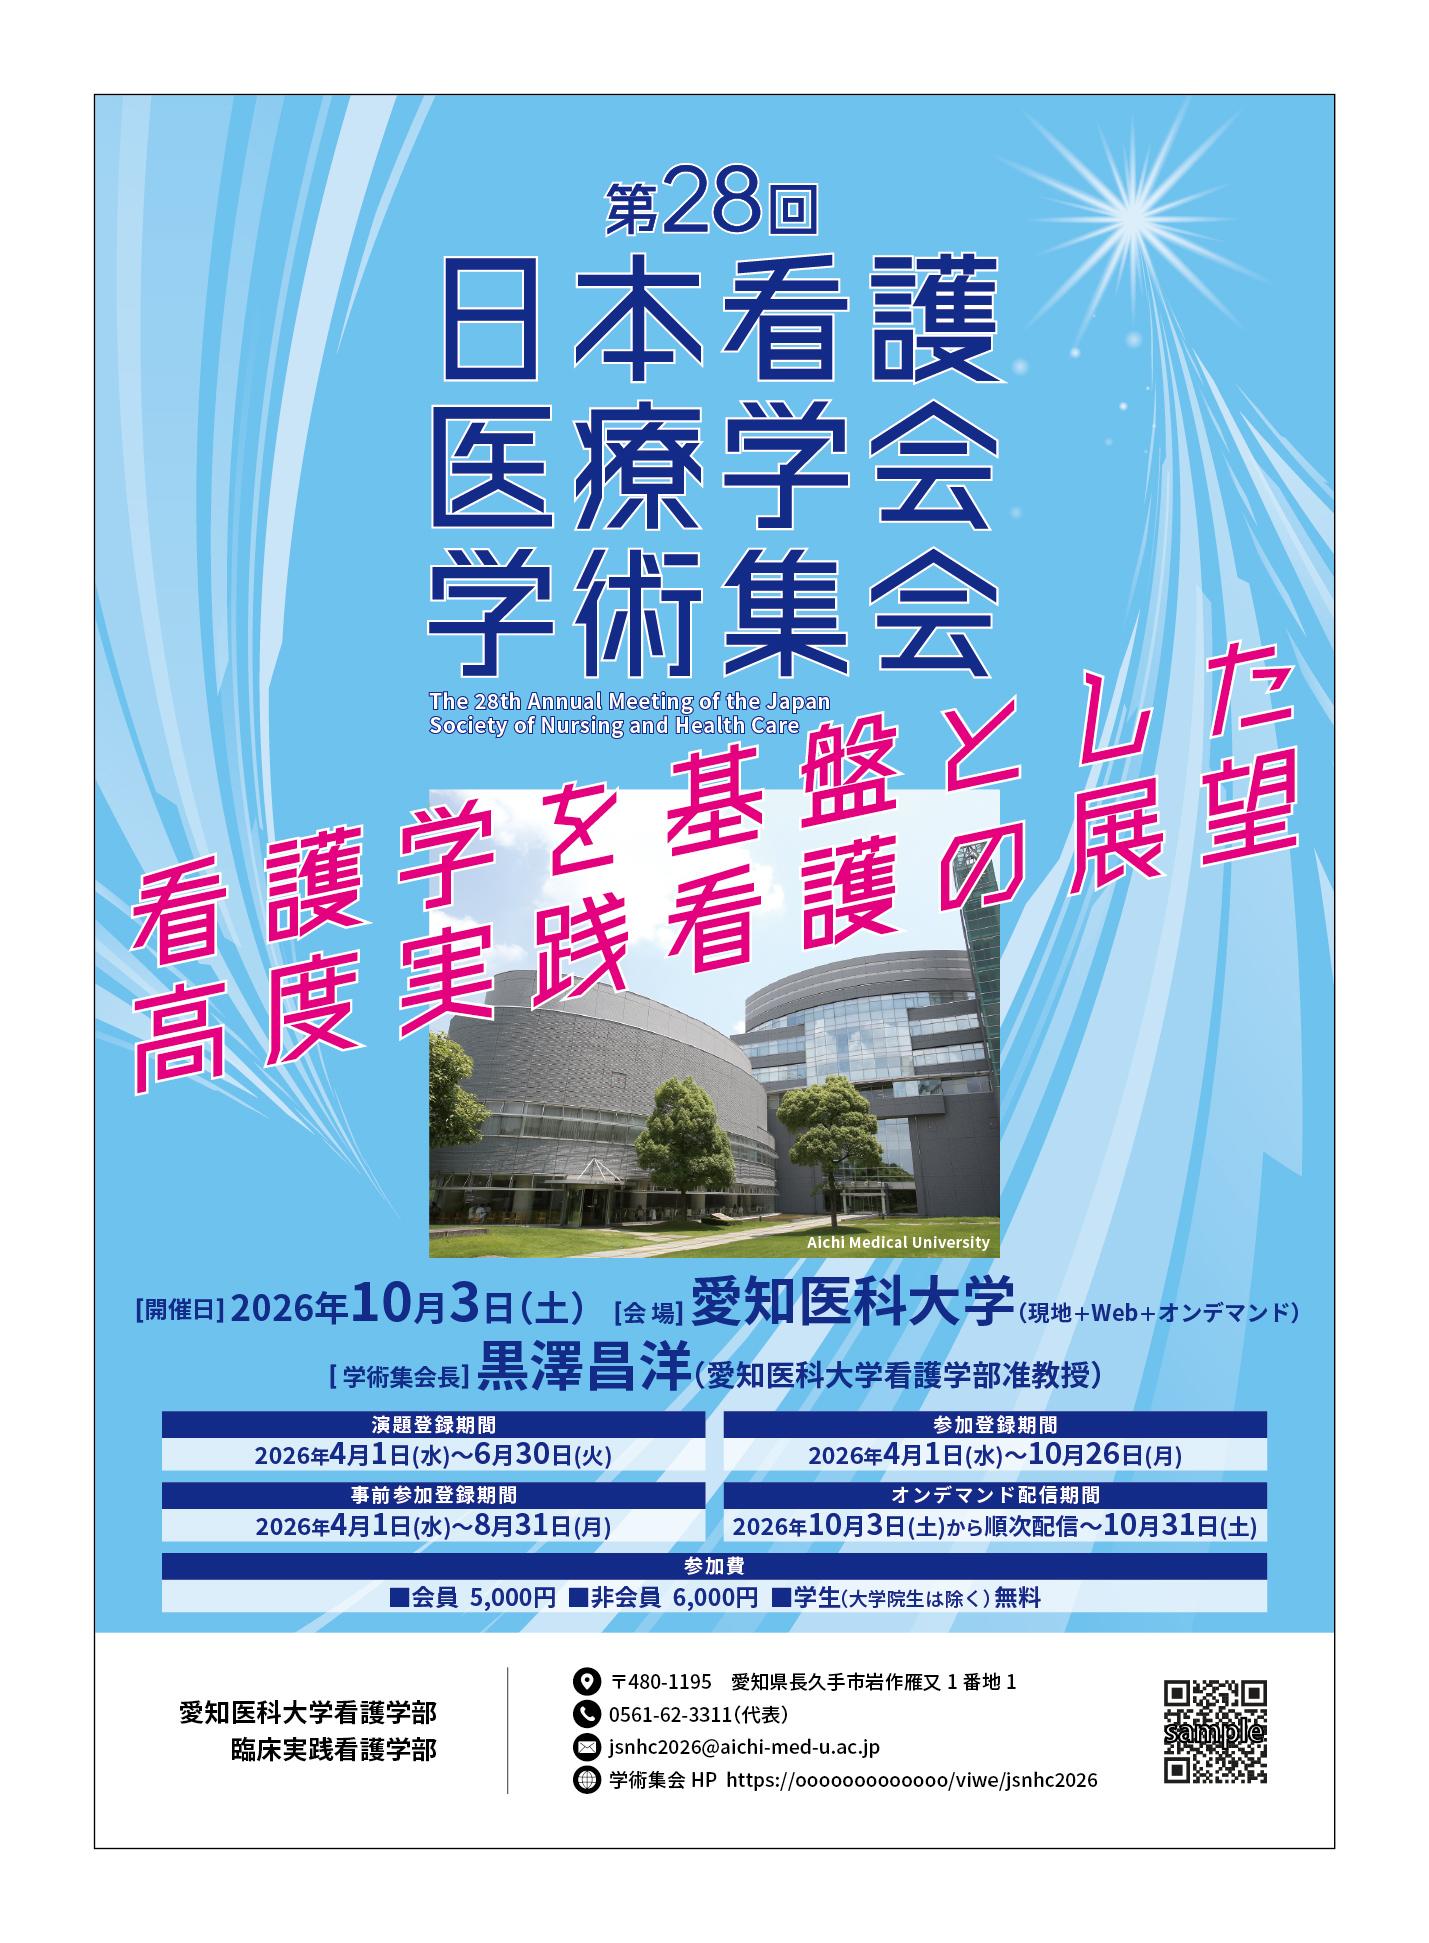 第28回
日本看護
医療学会
学術集会
The 28th Annual Meeting of the Japan
Society of Nursing and Health Care
看護学を基盤とした
高度実践看護の展望
Aichi Medical University
[開催日] 2026年10月3日（土） [会 場] 愛知医科大学（現地+Web+オンデマンド）
[ 学術集会長] 黒澤昌洋（愛知医科大学看護学部准教授）
演題登録期間
2026年4月1日(水)〜6月30日(火)
参加登録期間
2026年4月1日(水)〜10月26日(月)
事前参加登録期間
2026年4月1日(水)〜8月31日(月)
オンデマンド配信期間
2026年10月3日(土)から順次配信〜10月31日(土)
参加費
■会員 5,000円 ■非会員 6,000円 ■学生（大学院生は除く）無料
愛知医科大学看護学部
臨床実践看護学部
〒480-1195　愛知県長久手市岩作雁又 1 番地 1
0561-62-3311（代表）
jsnhc2026@aichi-med-u.ac.jp
学術集会 HP https://ooooooooooooo/viwe/jsnhc2026
sample